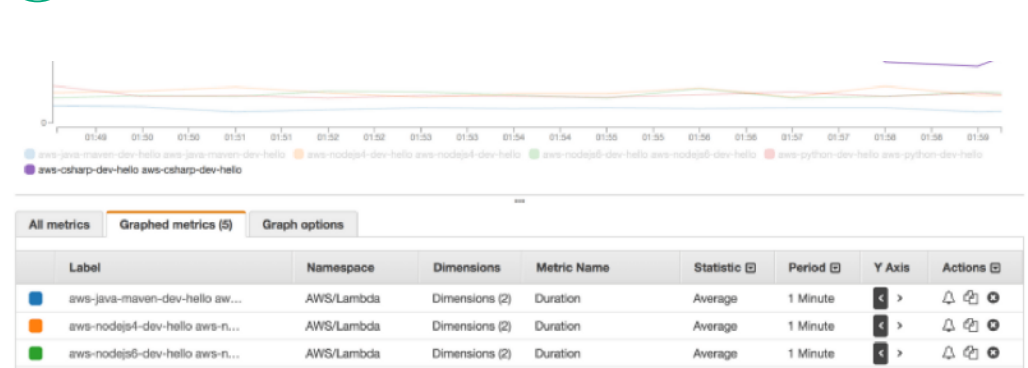 0
01:49 01:50 01:50 01:51 01:51 01:52 01:52 01:53 01:53 01:54 01:54 01:55 01:55 01:56 01:56 01:57 01:57 01:58 01:58 01:59
aws-java-maven-dev-hello aws-java-maven-dev-hello aws-nodejs4-dev-hello aws-nodejs4-dev-hello aws-nodejs6-dev-hello aws-nodejs6-dev-hello aws-python-dev-hello aws-python-dev-hello
aws-csharp-dev-hello aws-csharp-dev-hello
All metrics Graphed metrics (5) Graph options
Label Namespace Dimensions Metric Name Statistic Period Y Axis Actions
aws-java-maven-dev-hello aw... AWS/Lambda Dimensions (2) Duration Average 1 Minute < >
aws-nodejs4-dev-hello aws-n... AWS/Lambda Dimensions (2) Duration Average 1 Minute < >
aws-nodejs6-dev-hello aws-n... AWS/Lambda Dimensions (2) Duration Average 1 Minute < >